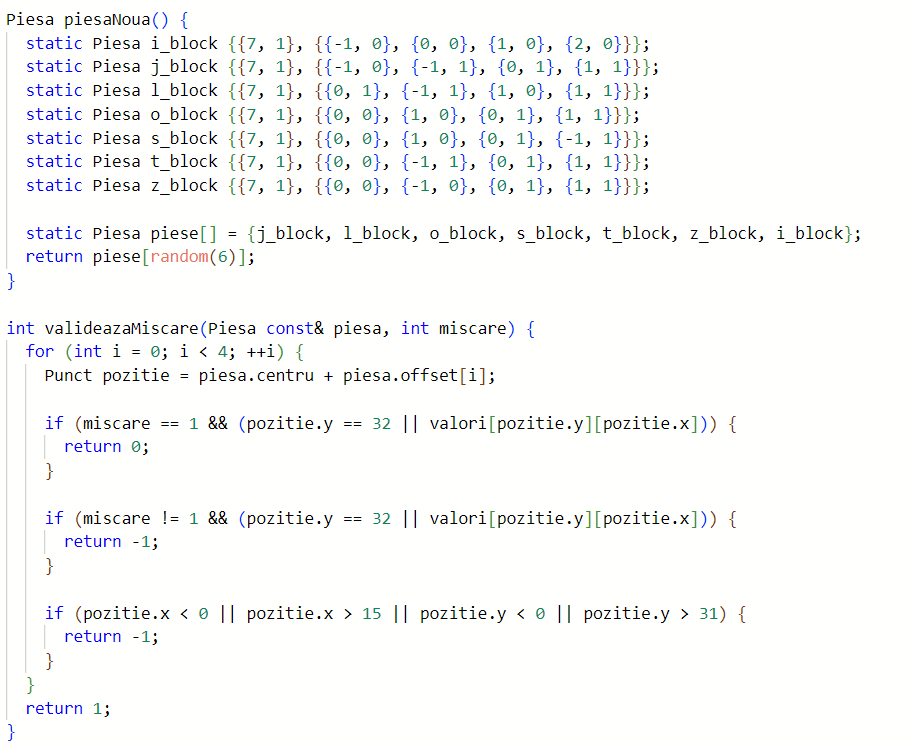 Piesa piesaNoua() {
  static Piesa i_block {{7, 1}, {{-1, 0}, {0, 0}, {1, 0}, {2, 0}}};
  static Piesa j_block {{7, 1}, {{-1, 0}, {-1, 1}, {0, 1}, {1, 1}}};
  static Piesa l_block {{7, 1}, {{0, 1}, {-1, 1}, {1, 0}, {1, 1}}};
  static Piesa o_block {{7, 1}, {{0, 0}, {1, 0}, {0, 1}, {1, 1}}};
  static Piesa s_block {{7, 1}, {{0, 0}, {1, 0}, {0, 1}, {-1, 1}}};
  static Piesa t_block {{7, 1}, {{0, 0}, {-1, 1}, {0, 1}, {1, 1}}};
  static Piesa z_block {{7, 1}, {{0, 0}, {-1, 0}, {0, 1}, {1, 1}}};

  static Piesa piese[] = {j_block, l_block, o_block, s_block, t_block, z_block, i_block};
  return piese[random(6)];
}

int valideazaMiscare(Piesa const& piesa, int miscare) {
  for (int i = 0; i < 4; ++i) {
    Punct pozitie = piesa.centru + piesa.offset[i];

    if (miscare == 1 && (pozitie.y == 32 || valori[pozitie.y][pozitie.x])) {
      return 0;
    }

    if (miscare != 1 && (pozitie.y == 32 || valori[pozitie.y][pozitie.x])) {
      return -1;
    }

    if (pozitie.x < 0 || pozitie.x > 15 || pozitie.y < 0 || pozitie.y > 31) {
      return -1;
    }
  }
  return 1;
}